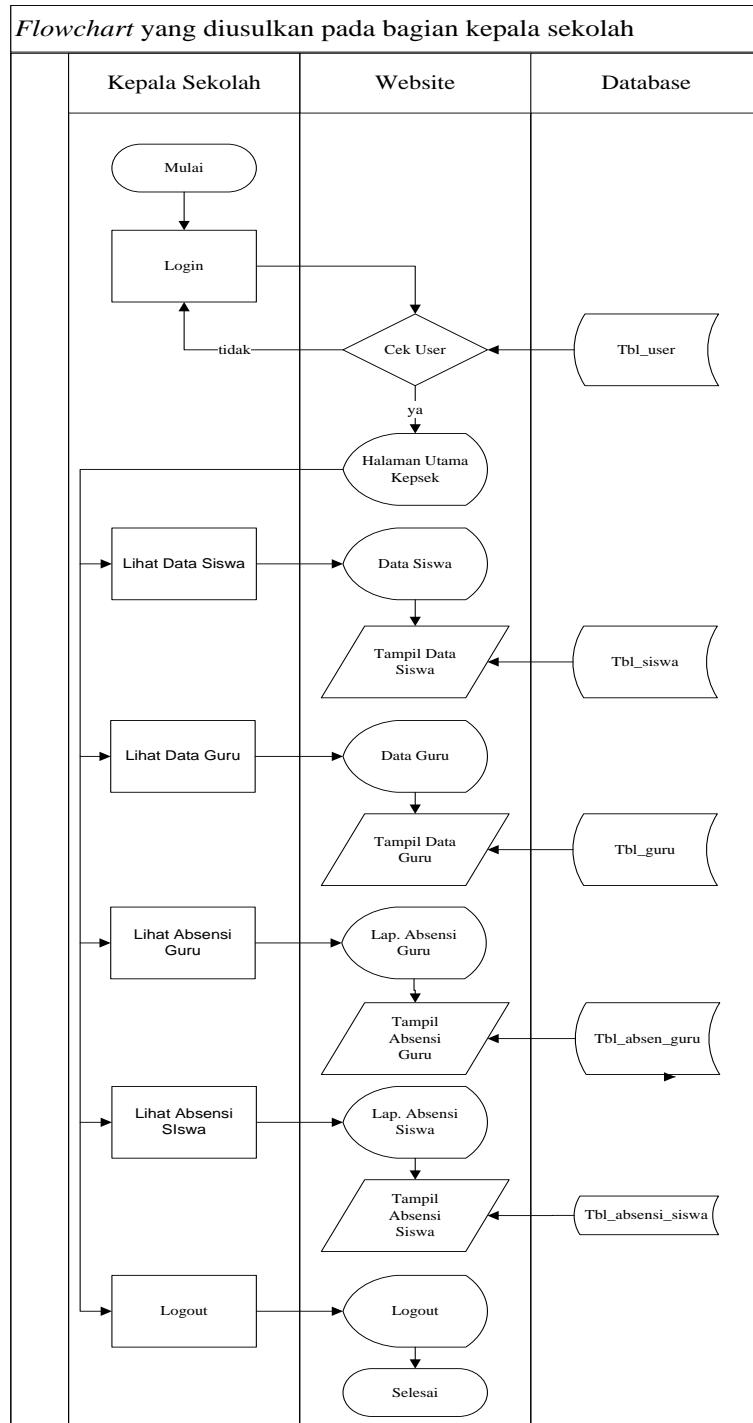 Flowchart yang diusulkan pada bagian kepala sekolah
Kepala Sekolah
Website
Database
Mulai
Login
tidak
Cek User
Tbl_user
ya
Halaman Utama
Kepsek
Lihat Data Siswa
Data Siswa
Tampil Data
Siswa
Tbl_siswa
Lihat Data Guru
Data Guru
Tampil Data
Guru
Tbl_guru
Lihat Absensi
Guru
Lap. Absensi
Guru
Tampil
Absensi
Guru
Tbl_absen_guru
Lihat Absensi
SIswa
Lap. Absensi
Siswa
Tampil
Absensi
Siswa
Tbl_absensi_siswa
Logout
Logout
Selesai